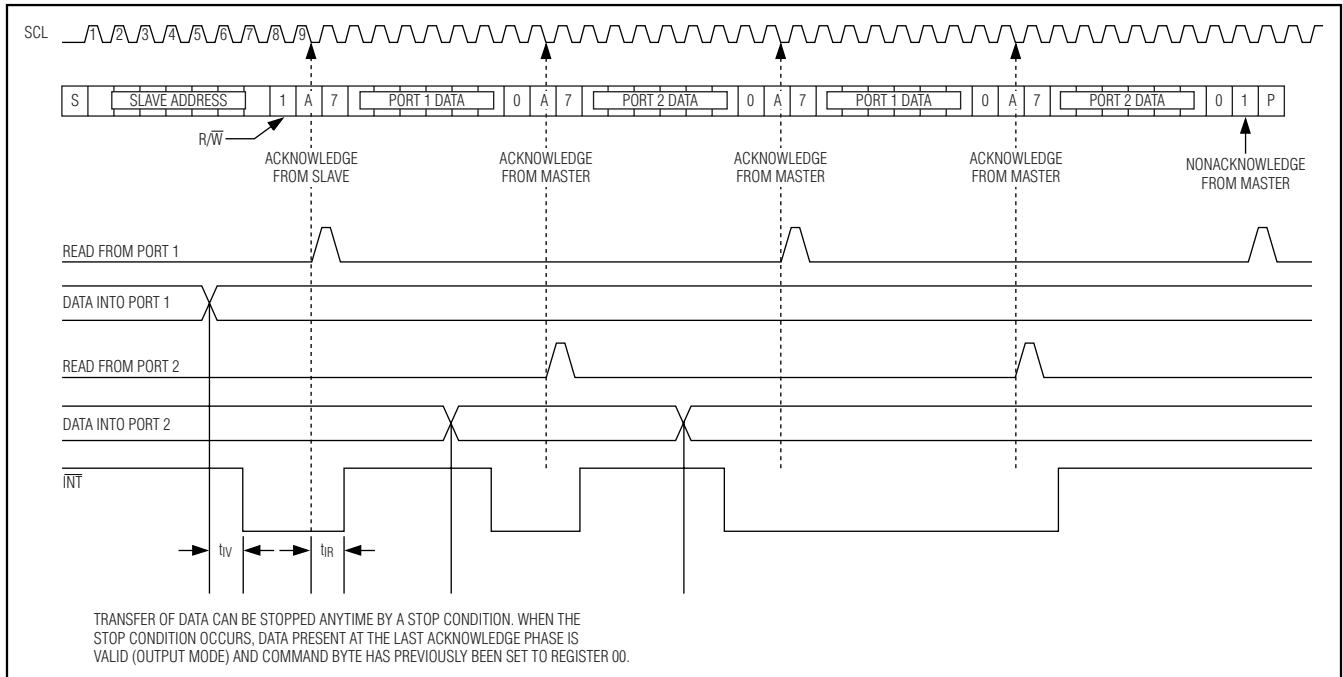 SCL 1 2 3 4 5 6 7 8 9
S SLAVE ADDRESS 1 A 7 PORT 1 DATA 0 A 7 PORT 2 DATA 0 A 7 PORT 1 DATA 0 A 7 PORT 2 DATA 0 1 P
R/W̅
ACKNOWLEDGE
FROM SLAVE
ACKNOWLEDGE
FROM MASTER
ACKNOWLEDGE
FROM MASTER
ACKNOWLEDGE
FROM MASTER
NONACKNOWLEDGE
FROM MASTER
READ FROM PORT 1
DATA INTO PORT 1
READ FROM PORT 2
DATA INTO PORT 2
I̅N̅T̅
tIV tIR
TRANSFER OF DATA CAN BE STOPPED ANYTIME BY A STOP CONDITION. WHEN THE
STOP CONDITION OCCURS, DATA PRESENT AT THE LAST ACKNOWLEDGE PHASE IS
VALID (OUTPUT MODE) AND COMMAND BYTE HAS PREVIOUSLY BEEN SET TO REGISTER 00.